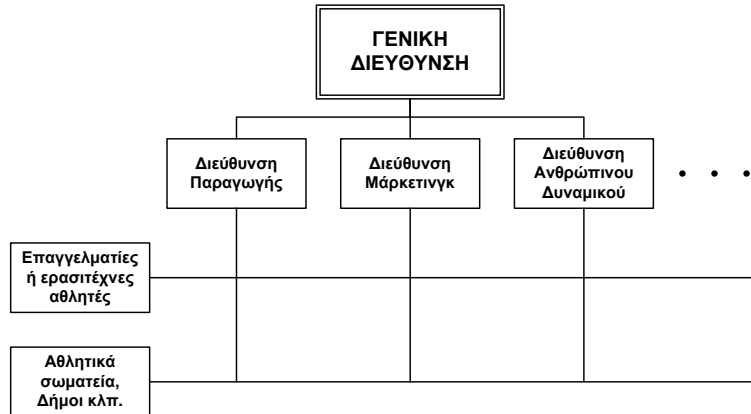 ΓΕΝΙΚΗ
ΔΙΕΥΘΥΝΣΗ
Διεύθυνση
Παραγωγής
Διεύθυνση
Μάρκετινγκ
Διεύθυνση
Ανθρώπινου
Δυναμικού
Επαγγελματίες
ή ερασιτέχνες
αθλητές
Αθλητικά
σωματεία,
Δήμοι κλπ.